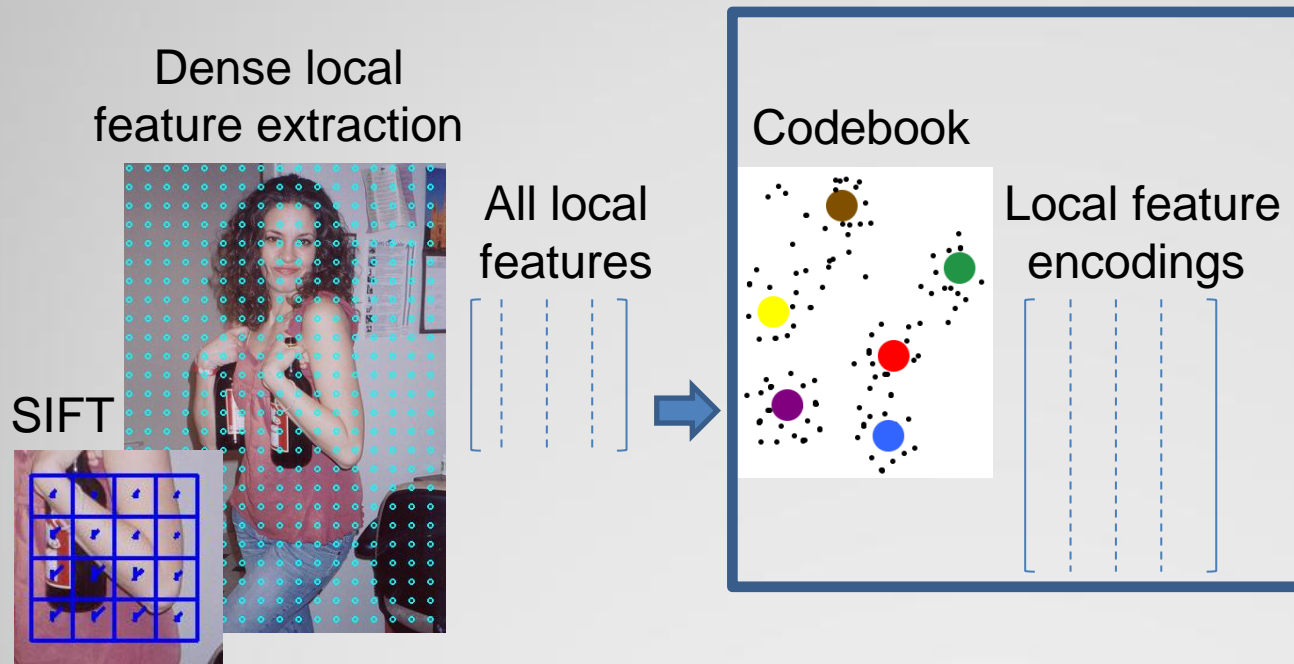 Dense local
feature extraction
SIFT
All local
features
Codebook
Local feature
encodings